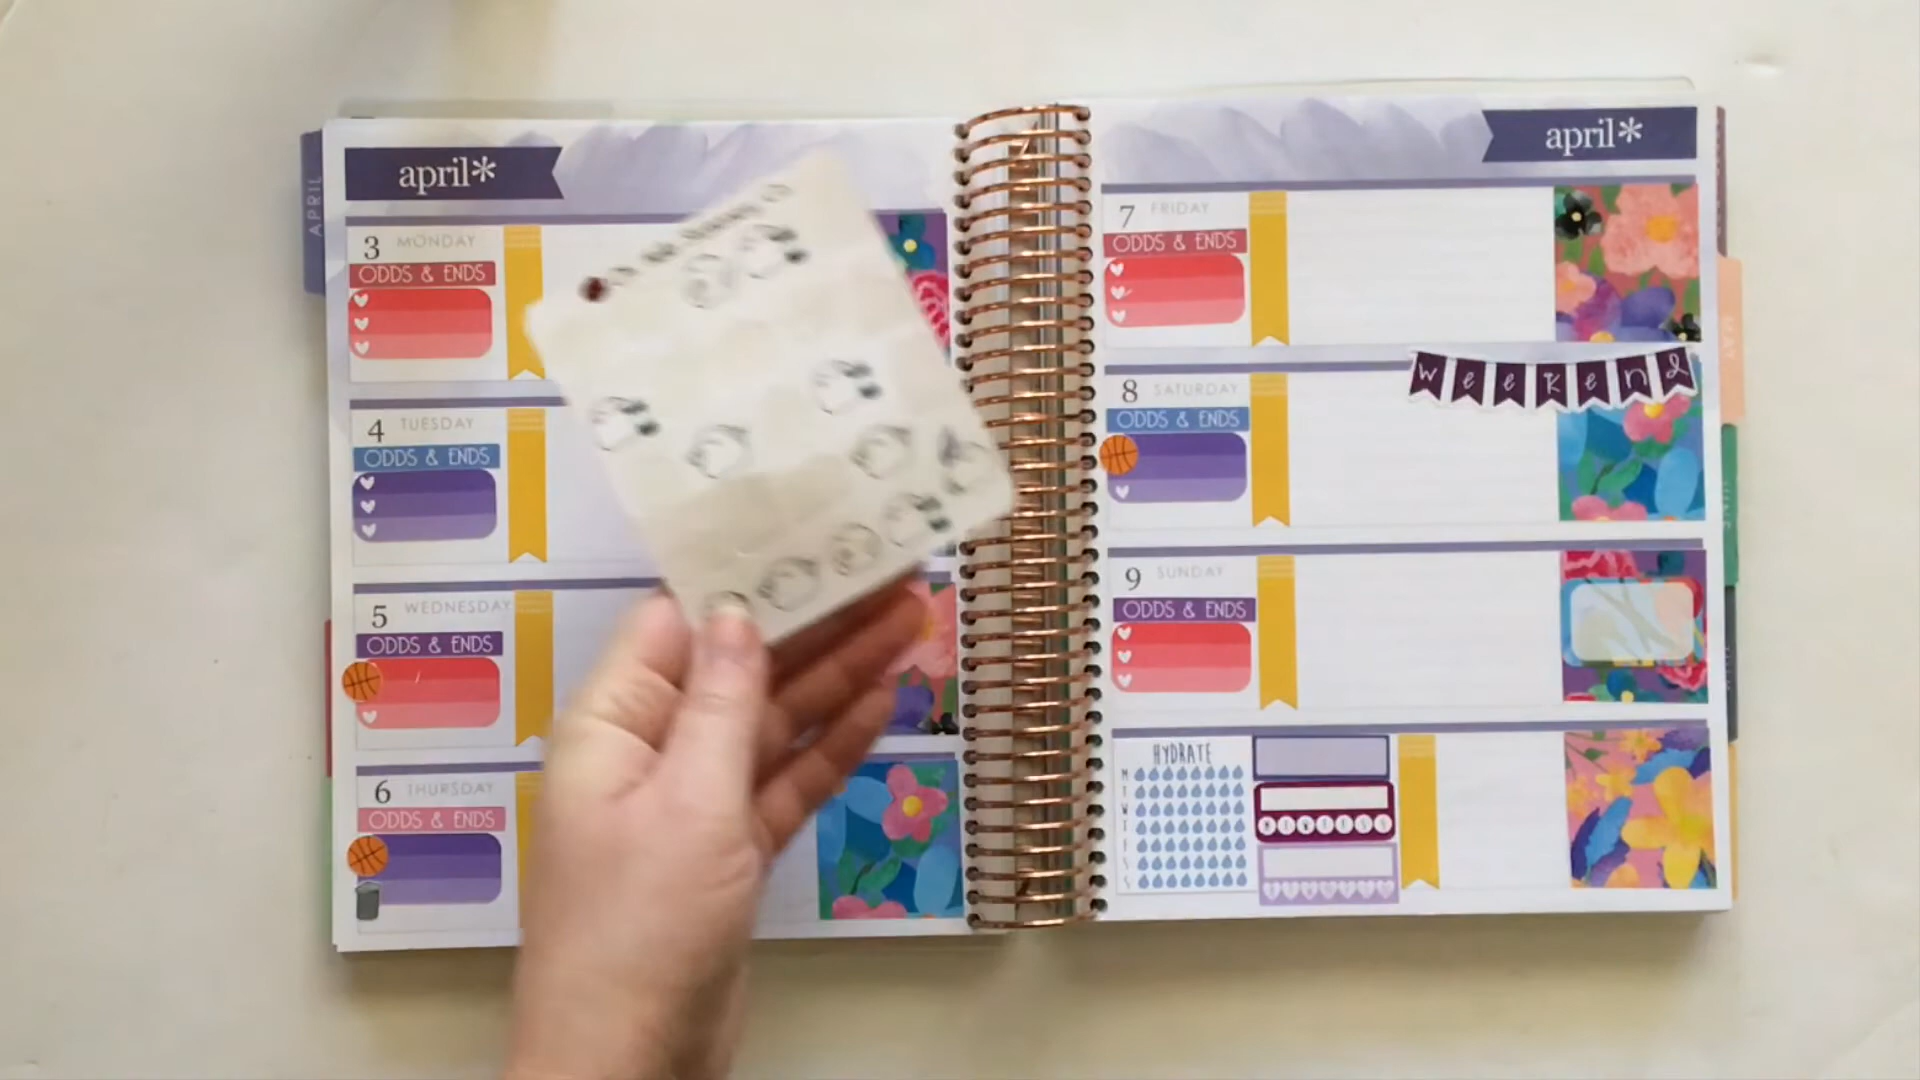 april*
APRIL
3 MONDAY
ODDS & ENDS
4 TUESDAY
ODDS & ENDS
5 WEDNESDAY
ODDS & ENDS
6 THURSDAY
ODDS & ENDS
april*
7 FRIDAY
ODDS & ENDS
weekend
8 SATURDAY
ODDS & ENDS
9 SUNDAY
ODDS & ENDS
HYDRATE
M
T
W
T
F
S
S
MAY